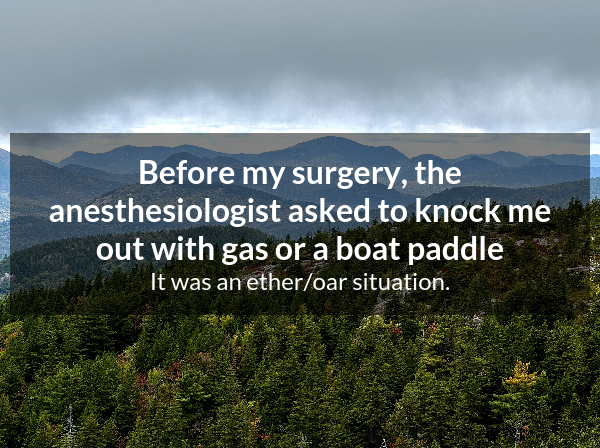 Before my surgery, the
anesthesiologist asked to knock me
out with gas or a boat paddle
It was an ether/oar situation.